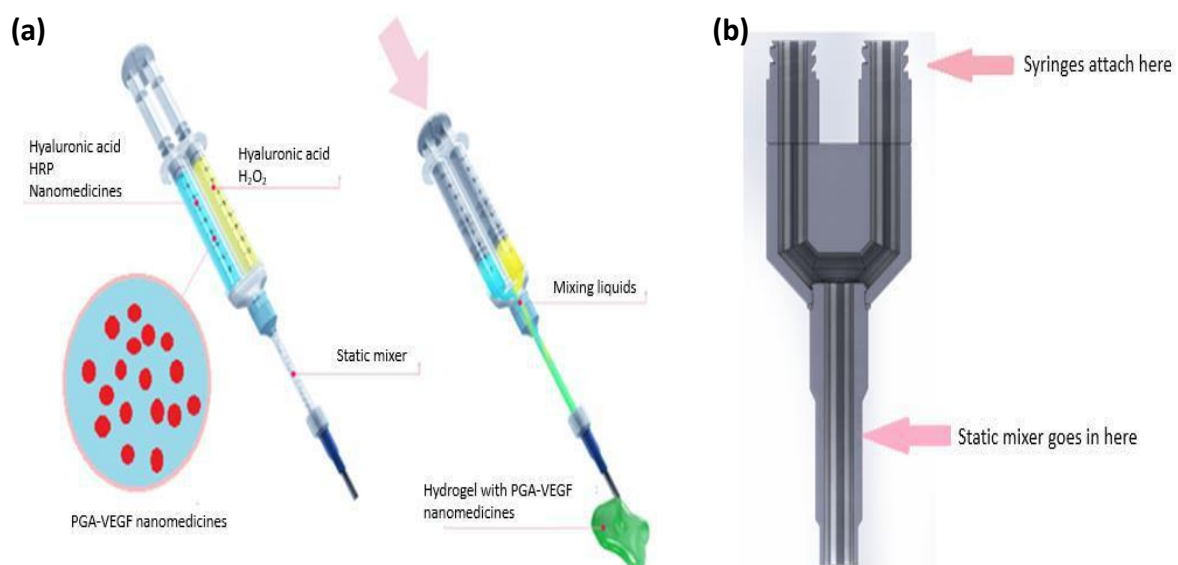 (a)
Hyaluronic acid
HRP
Nanomedicines
Hyaluronic acid
H₂O₂
Static mixer
PGA-VEGF nanomedicines
Mixing liquids
Hydrogel with PGA-VEGF
nanomedicines
(b)
Syringes attach here
Static mixer goes in here